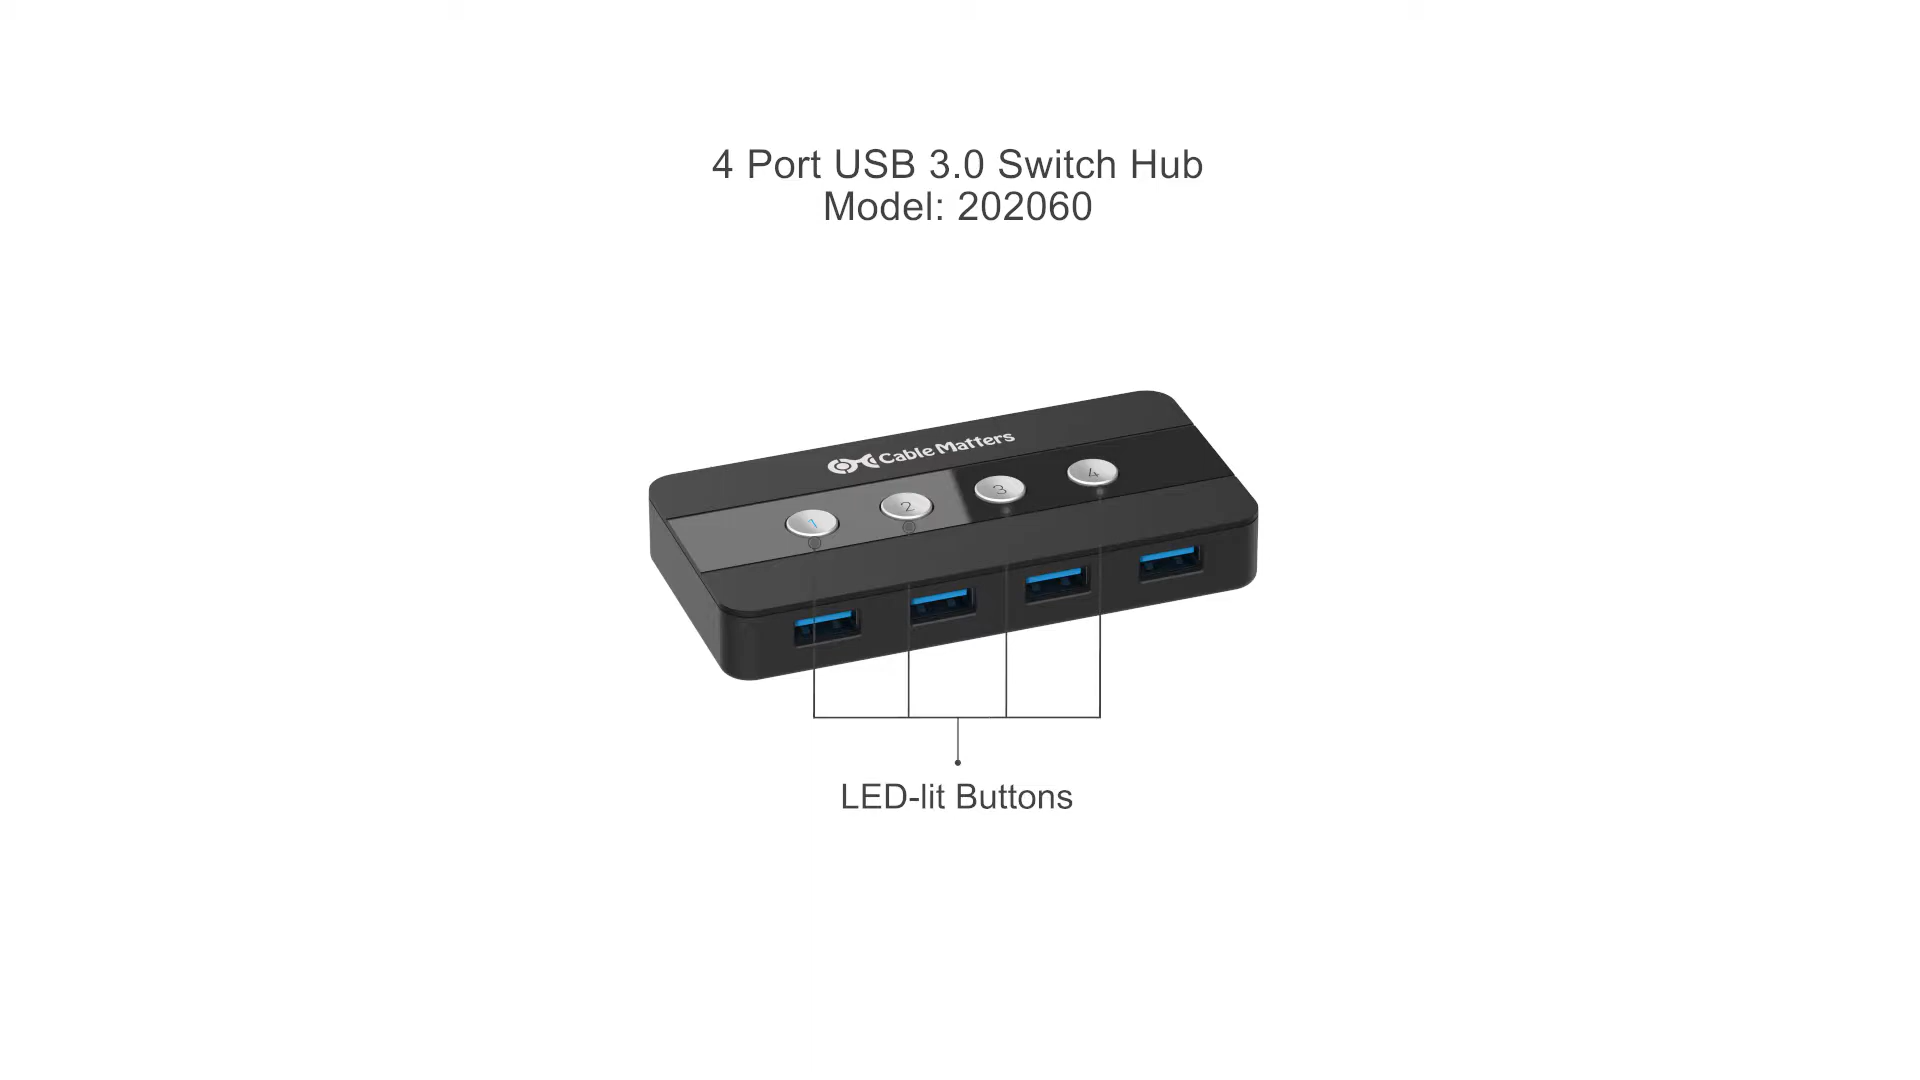 4 Port USB 3.0 Switch Hub
Model: 202060
Cable Matters
1 2 3 4
LED-lit Buttons